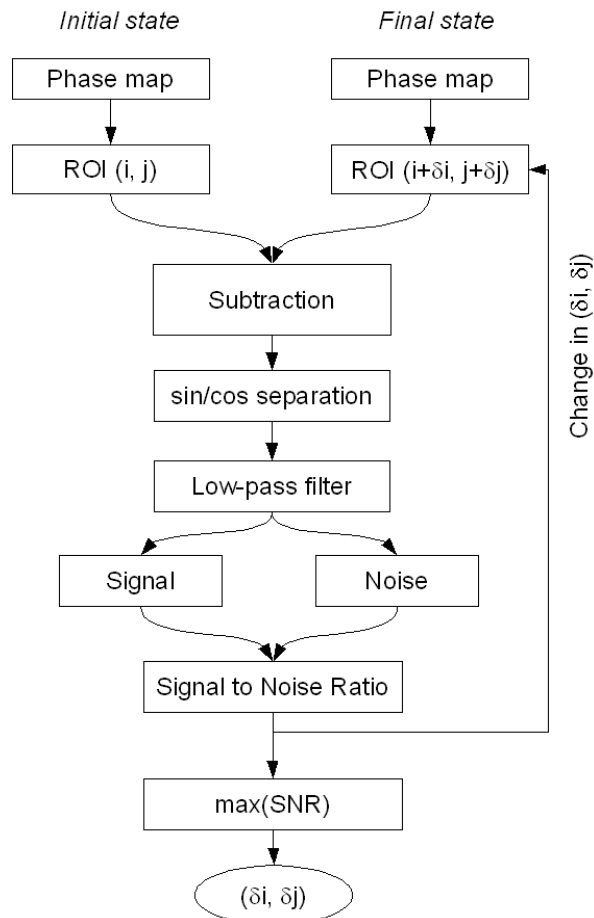 Initial state
Final state
Phase map
Phase map
ROI (i, j)
ROI (i+δi, j+δj)
Change in (δi, δj)
Subtraction
sin/cos separation
Low-pass filter
Signal
Noise
Signal to Noise Ratio
max(SNR)
(δi, δj)